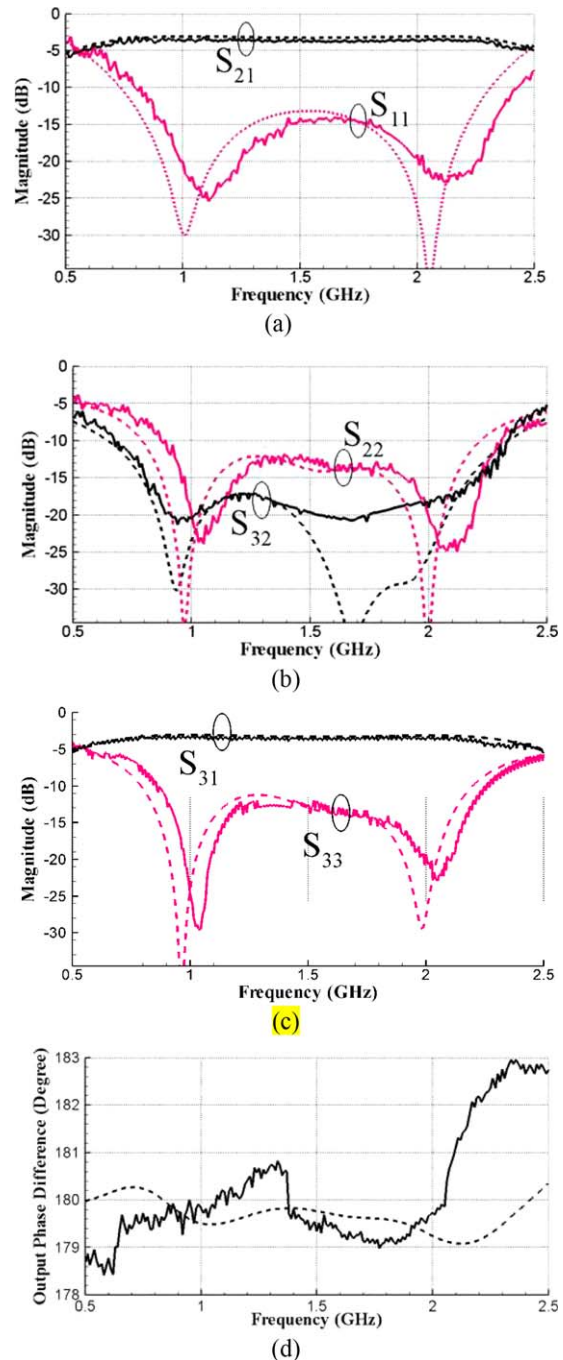 0
-5
-10
-15
-20
-25
-30
Magnitude (dB)
S21
S11
0.5 1 1.5 2 2.5
Frequency (GHz)
(a)
0
-5
-10
-15
-20
-25
-30
Magnitude (dB)
S22
S32
0.5 1 1.5 2 2.5
Frequency (GHz)
(b)
0
-5
-10
-15
-20
-25
-30
Magnitude (dB)
S31
S33
0.5 1 1.5 2 2.5
Frequency (GHz)
(c)
183
182
181
180
179
178
Output Phase Difference (Degree)
0.5 1 1.5 2 2.5
Frequency (GHz)
(d)